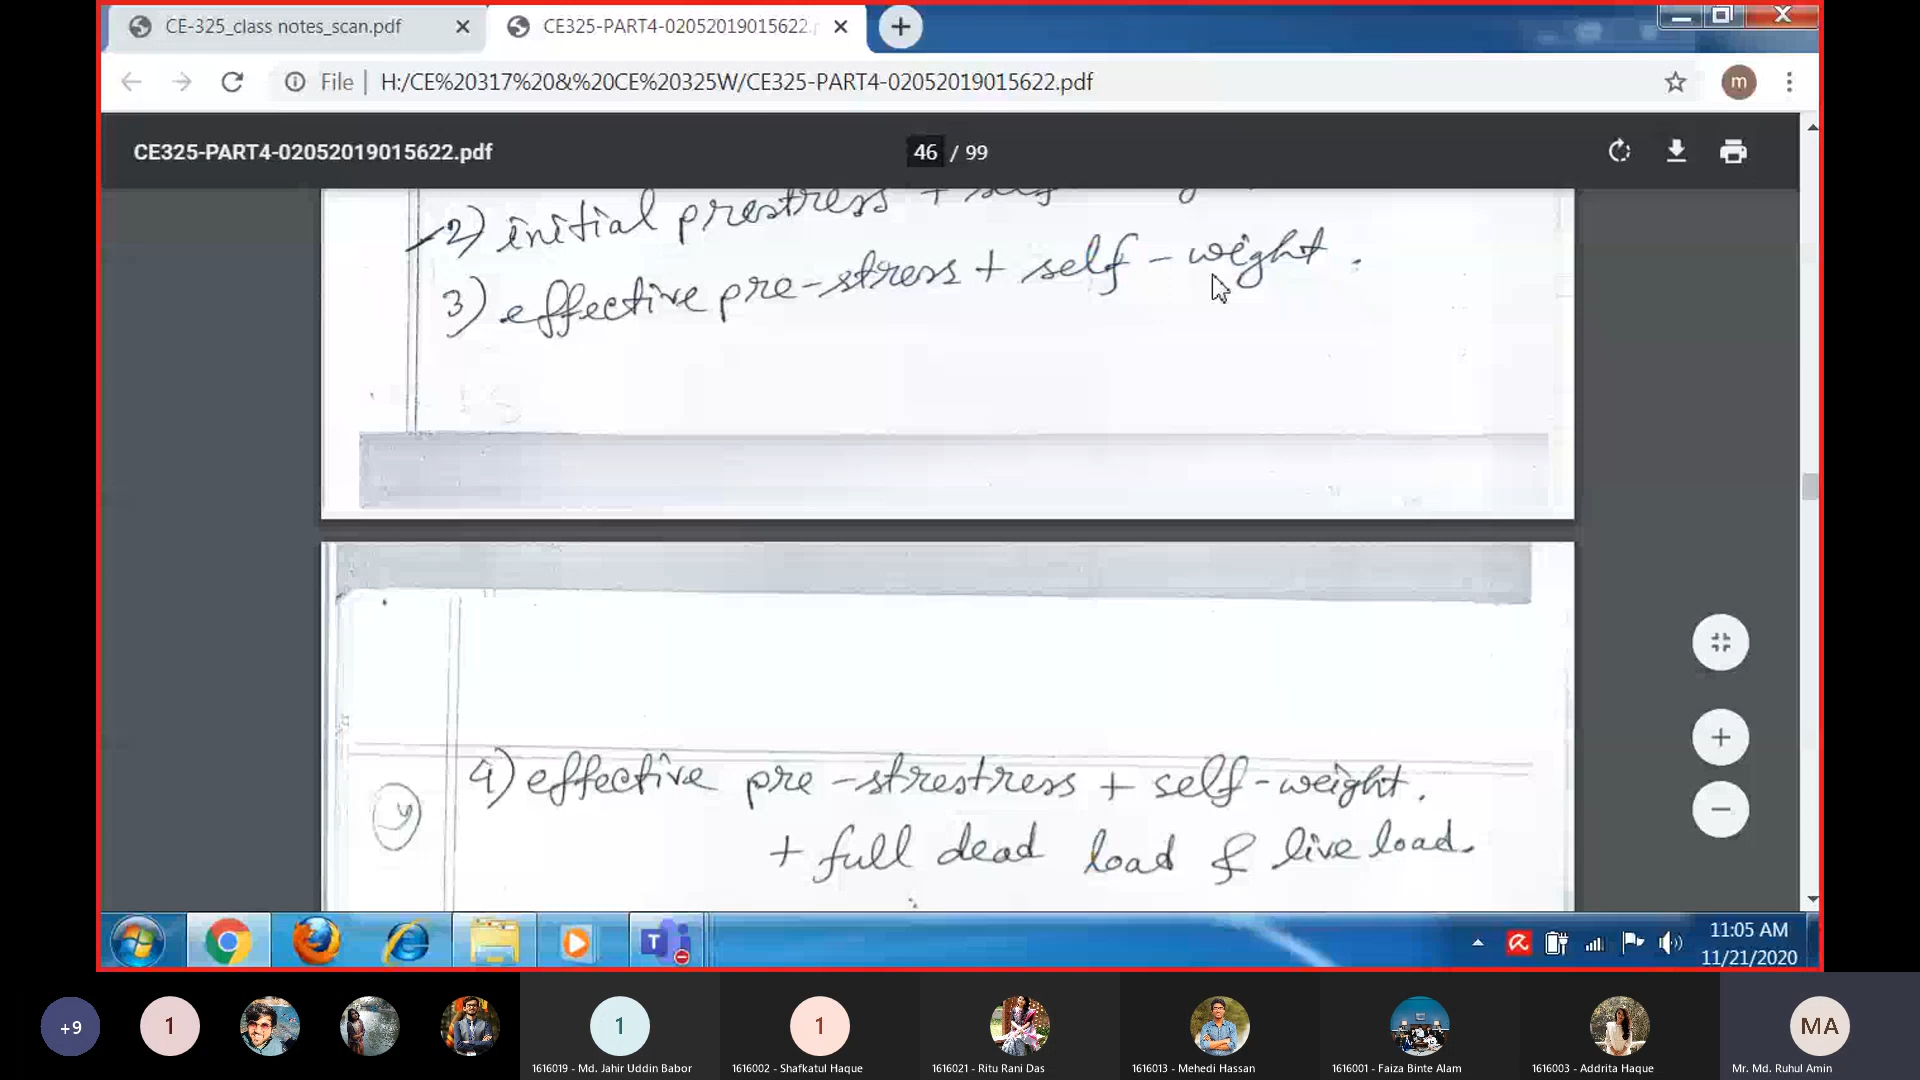 CE-325_class notes_scan.pdf
CE325-PART4-02052019015622.p
File | H:/CE%20317%20&%20CE%20325W/CE325-PART4-02052019015622.pdf
m
CE325-PART4-02052019015622.pdf
46 / 99
2) initial prestress + self
3) effective pre-stress + self-weight.
4) effective pre-strestress + self-weight.
+ full dead load & live load.
T
11:05 AM
11/21/2020
+9
1
1
1
MA
1616019 - Md. Jahir Uddin Babor
1616002 - Shafkatul Haque
1616021 - Ritu Rani Das
1616013 - Mehedi Hassan
1616001 - Faiza Binte Alam
1616003 - Addrita Haque
Mr. Md. Ruhul Amin